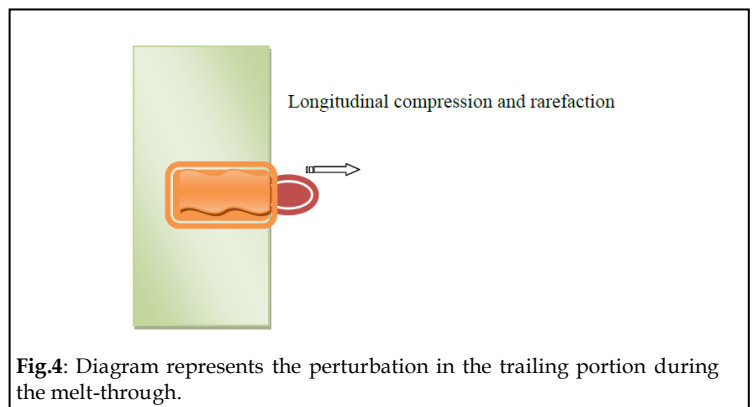 Longitudinal compression and rarefaction
Fig.4: Diagram represents the perturbation in the trailing portion during
the melt-through.